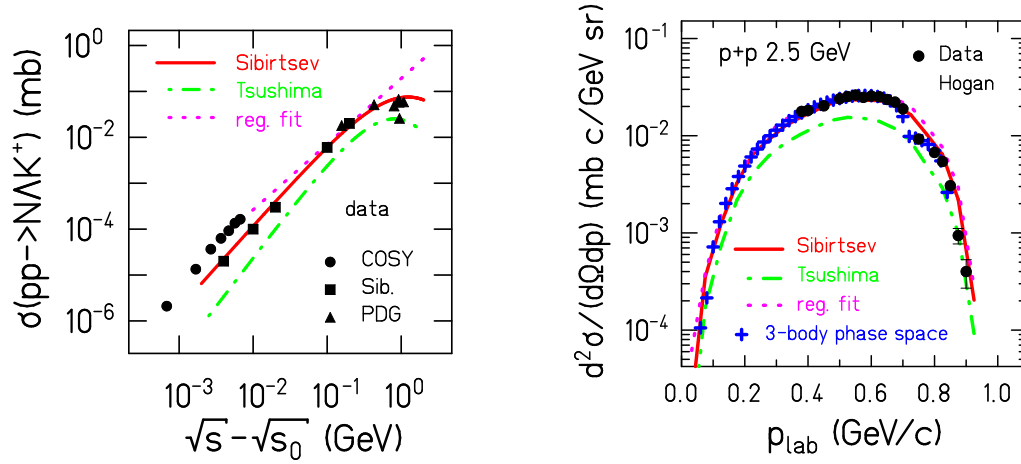 σ(pp->NΛK⁺) (mb)
10⁰
10⁻²
10⁻⁴
10⁻⁶
Sibirtsev
Tsushima
reg. fit
data
COSY
Sib.
PDG
10⁻³ 10⁻² 10⁻¹ 10⁰
√s-√s₀ (GeV)
d²σ/(dΩdp) (mb c/GeV sr)
10⁻¹
10⁻²
10⁻³
10⁻⁴
p+p 2.5 GeV
Data
Hogan
Sibirtsev
Tsushima
reg. fit
3-body phase space
0.0 0.2 0.4 0.6 0.8 1.0
p_lab (GeV/c)